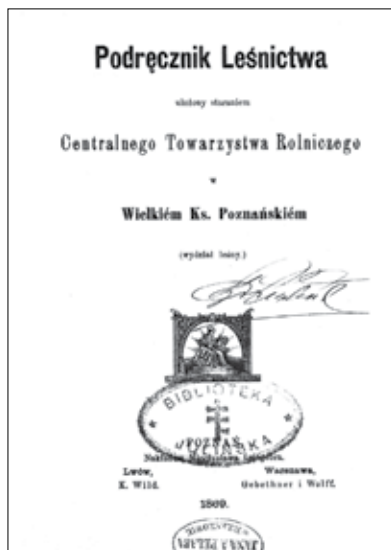 Podręcznik Leśnictwa
ułożony staraniem
Centralnego Towarzystwa Rolniczego
w
Wielkiém Ks. Poznańskiém
(wydział leśny.)
BIBLIOTEKA
JULIŃSKA
POZNAŃ,
Lwów,
K. Wild.
Warszawa,
Gebethner i Wolff.
1869.